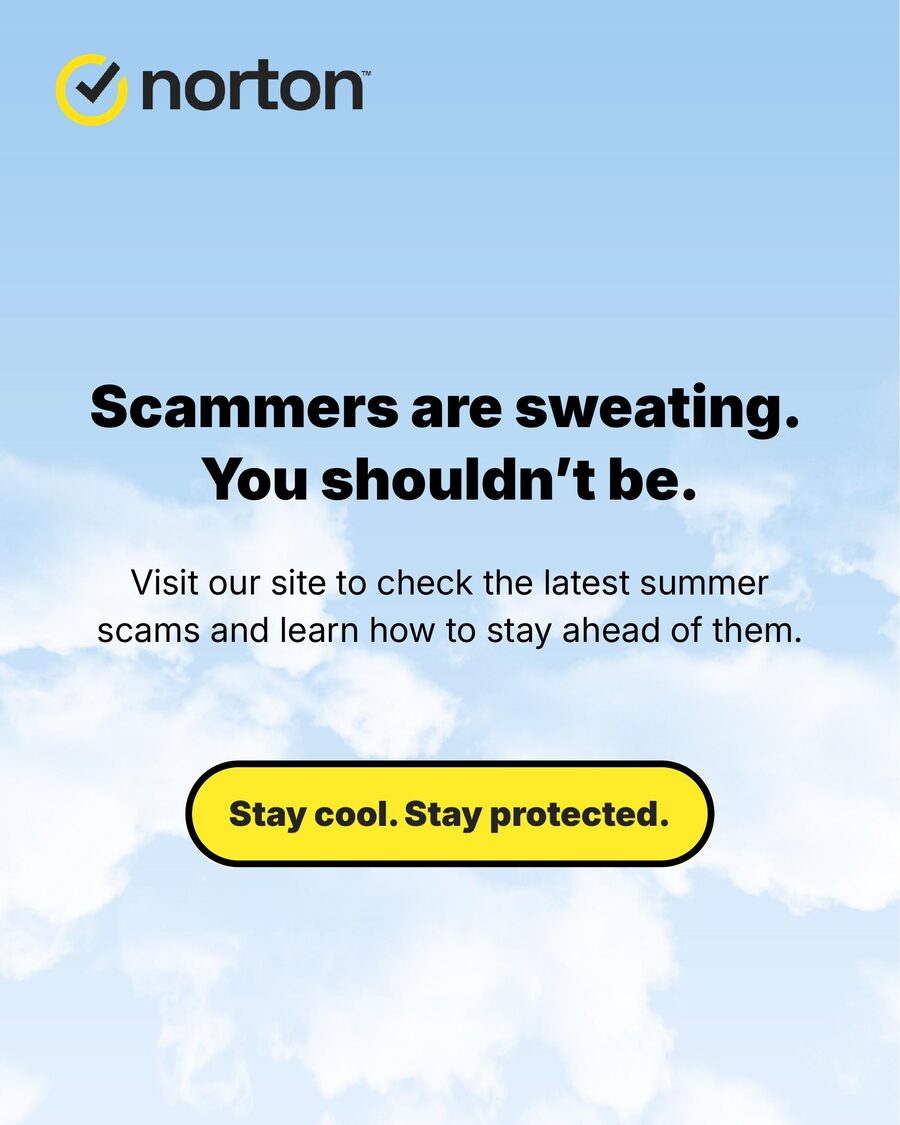 norton™
Scammers are sweating.
You shouldn’t be.
Visit our site to check the latest summer
scams and learn how to stay ahead of them.
Stay cool. Stay protected.